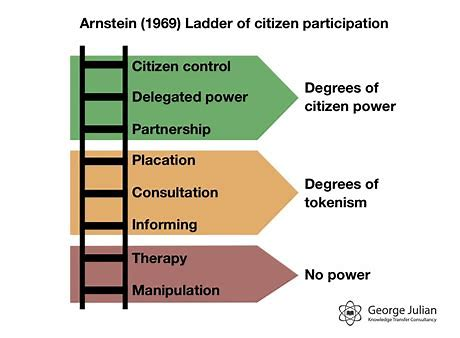 Arnstein (1969) Ladder of citizen participation
Citizen control
Delegated power
Partnership
Degrees of
citizen power
Placation
Consultation
Informing
Degrees of
tokenism
Therapy
Manipulation
No power
George Julian
Knowledge Transfer Consultancy